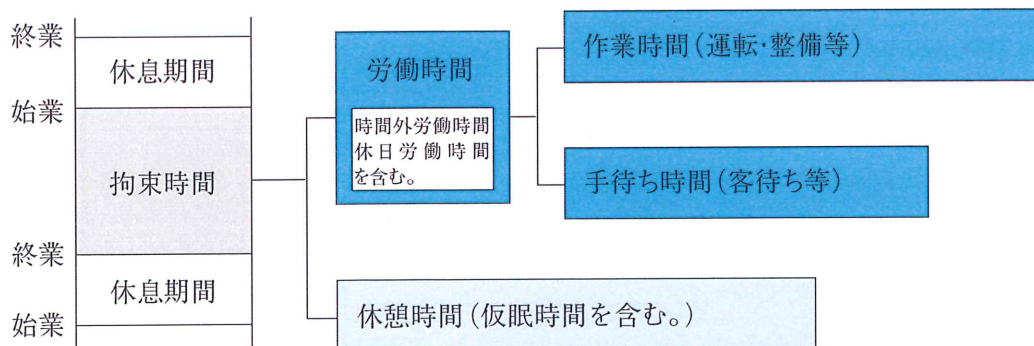 終業
休息期間
始業
拘束時間
終業
休息期間
始業
労働時間
時間外労働時間
休日労働時間
を含む。
作業時間(運転・整備等)
手待ち時間(客待ち等)
休憩時間(仮眠時間を含む。)